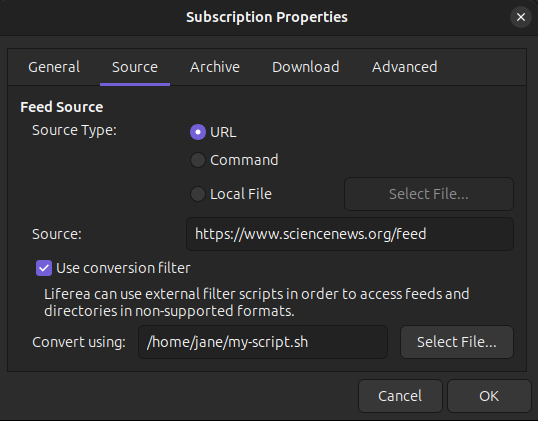 Subscription Properties
General Source Archive Download Advanced
Feed Source
Source Type: URL
Command
Local File Select File...
Source: https://www.sciencenews.org/feed
Use conversion filter
Liferea can use external filter scripts in order to access feeds and
directories in non-supported formats.
Convert using: /home/jane/my-script.sh Select File...
Cancel OK